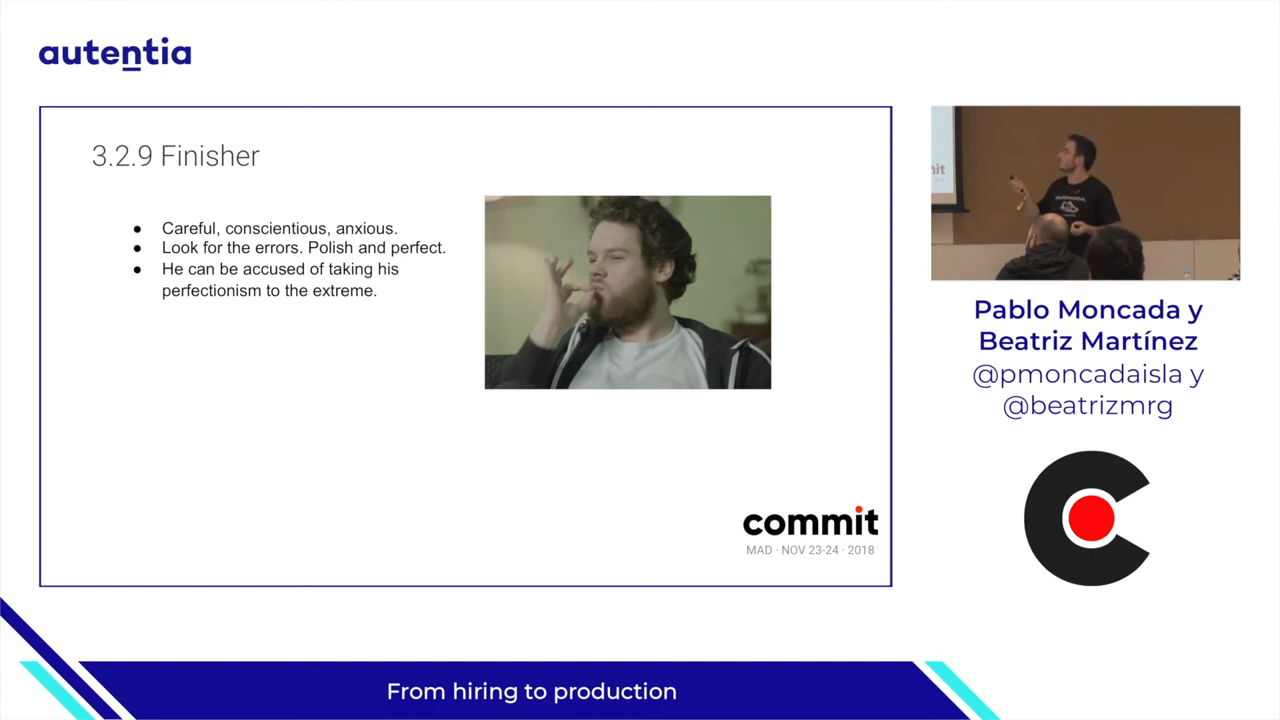 autentia
3.2.9 Finisher
● Careful, conscientious, anxious.
● Look for the errors. Polish and perfect.
● He can be accused of taking his
perfectionism to the extreme.
commit
MAD · NOV 23-24 · 2018
it
Pablo Moncada y
Beatriz Martínez
@pmoncadaisla y
@beatrizmrg
From hiring to production